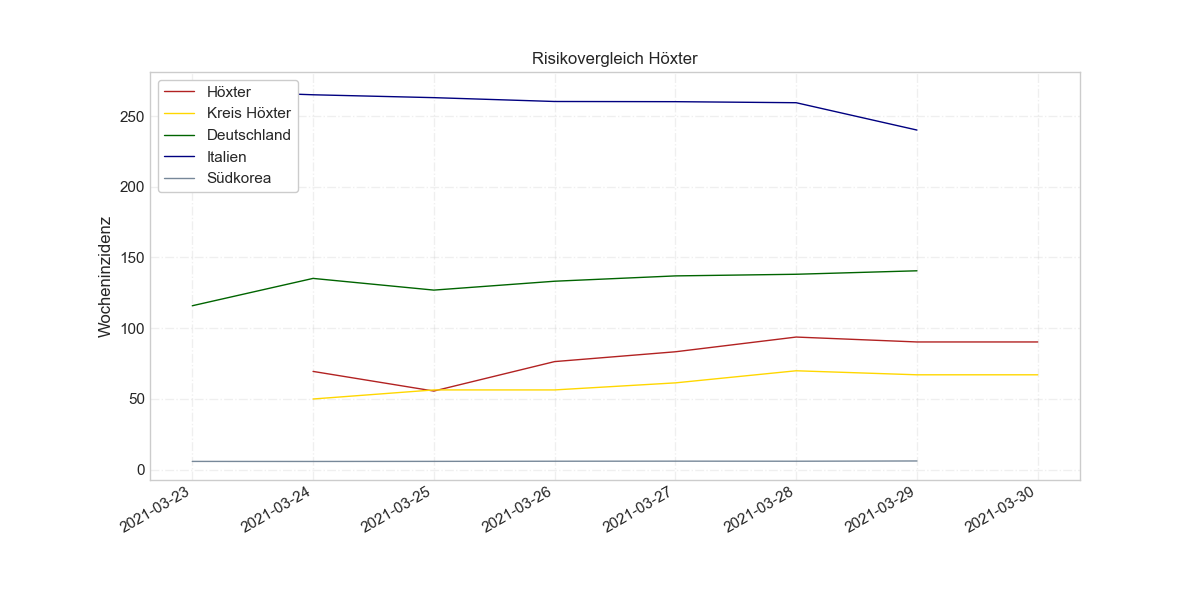 Risikovergleich Höxter
Höxter
Kreis Höxter
Deutschland
Italien
Südkorea
Wocheninzidenz
250
200
150
100
50
0
2021-03-23
2021-03-24
2021-03-25
2021-03-26
2021-03-27
2021-03-28
2021-03-29
2021-03-30